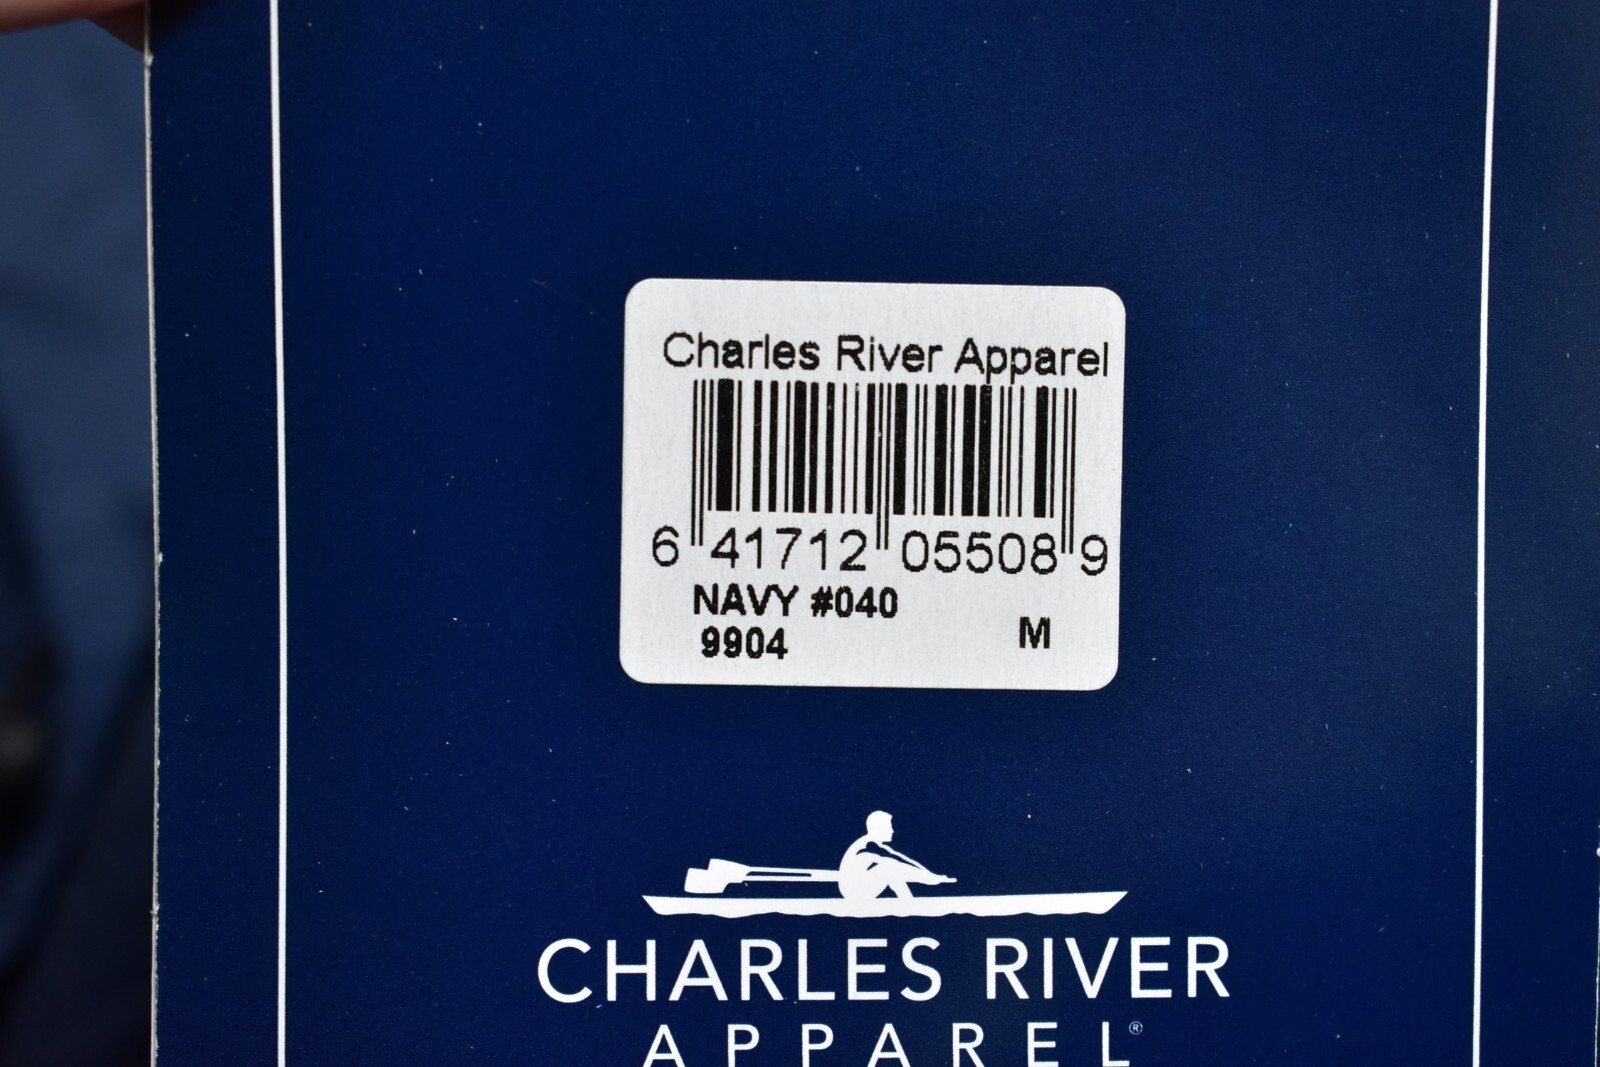 Charles River Apparel
6 41712 05508 9
NAVY #040
9904 M
CHARLES RIVER
APPAREL®